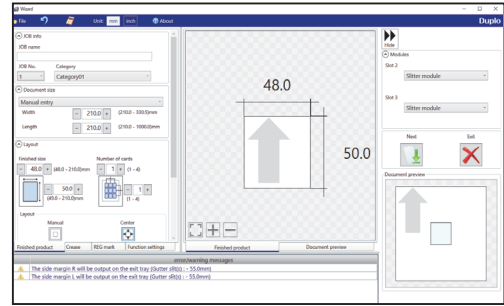 Wizard
File
Unit: mm inch
About
Duplo
JOB info
JOB name
JOB No. Category
1 Category01
Document size
Manual entry
Width - 210.0 + (210.0 - 330.5)mm
Length - 210.0 + (210.0 - 1000.0)mm
Layout
Finished size Number of cards
- 48.0 + (48.0 - 210.0)mm - 1 + (1 - 4)
- 50.0 + - 1 +
(1 - 4)
Layout
Manual Center
Finished product Crease REG mark Function settings
48.0
50.0
Finished product Document preview
Hide
Modules
Slot 2
Slitter module
Slot 3
Slitter module
Next Exit
Document preview
error/warning messages
The side margin R will be output on the exit tray (Gutter slit(s) : - 55.0mm)
The side margin L will be output on the exit tray (Gutter slit(s) : - 55.0mm)